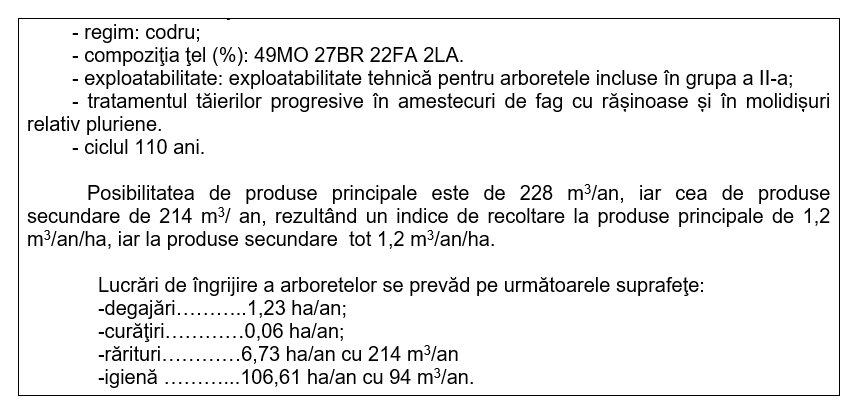 - regim: codru;
- compoziţia ţel (%): 49MO 27BR 22FA 2LA.
- exploatabilitate: exploatabilitate tehnică pentru arboretele incluse în grupa a II-a;
- tratamentul tăierilor progresive în amestecuri de fag cu rășinoase și în molidișuri
relativ pluriene.
- ciclul 110 ani.
Posibilitatea de produse principale este de 228 m³/an, iar cea de produse
secundare de 214 m³/ an, rezultând un indice de recoltare la produse principale de 1,2
m³/an/ha, iar la produse secundare  tot 1,2 m³/an/ha.
Lucrări de îngrijire a arboretelor se prevăd pe următoarele suprafeţe:
-degajări………..1,23 ha/an;
-curăţiri…………0,06 ha/an;
-rărituri…………6,73 ha/an cu 214 m³/an
-igienă ………...106,61 ha/an cu 94 m³/an.